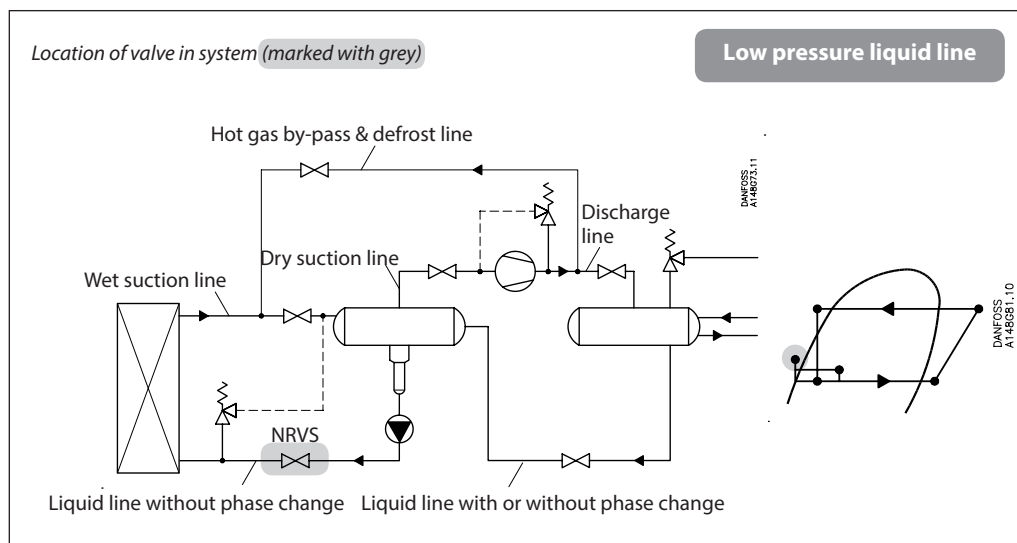 Location of valve in system (marked with grey)
Low pressure liquid line
Hot gas by-pass & defrost line
DANFOSS
A148G73.11
Discharge
line
Dry suction line
Wet suction line
DANFOSS
A148G81.10
NRVS
Liquid line without phase change
Liquid line with or without phase change